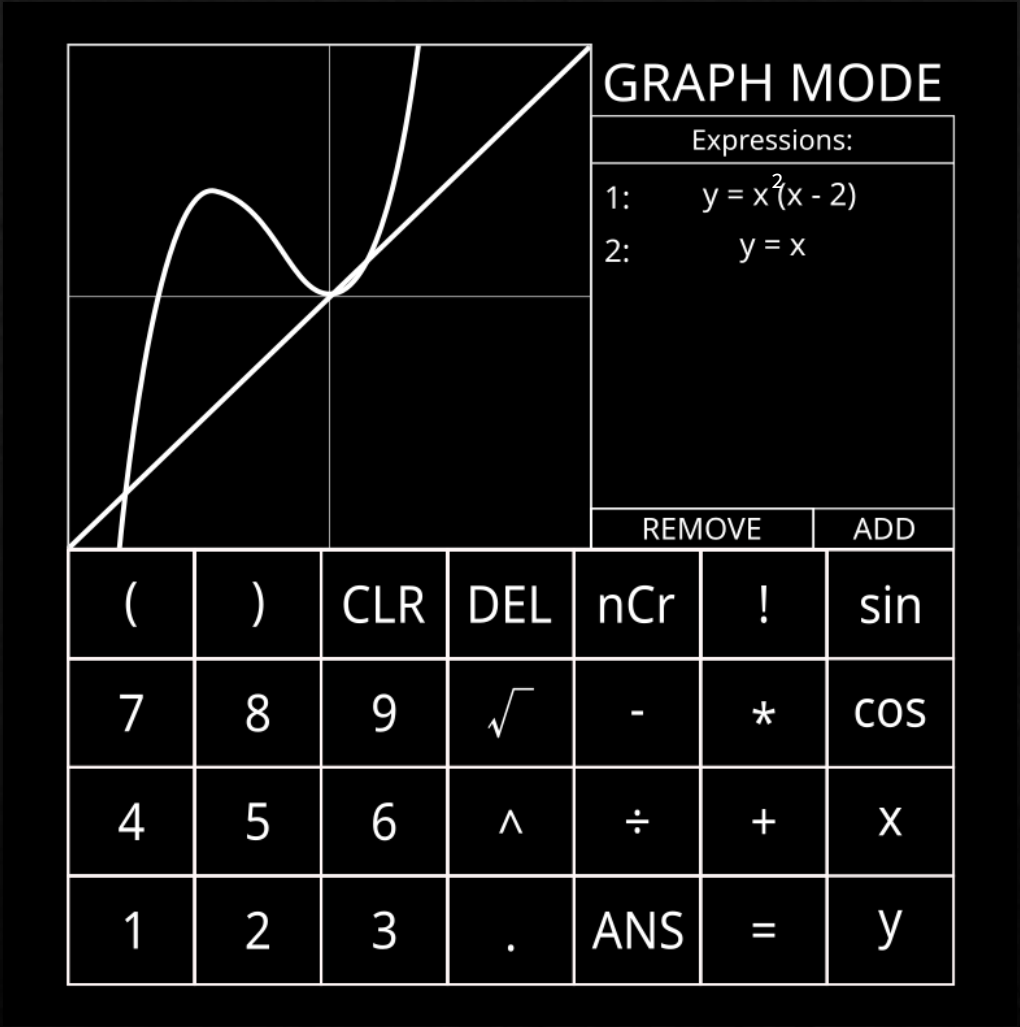 GRAPH MODE
Expressions:
1: y = x²(x - 2)
2: y = x
REMOVE ADD
( ) CLR DEL nCr ! sin
7 8 9 √ - * cos
4 5 6 ^ ÷ + x
1 2 3 . ANS = y